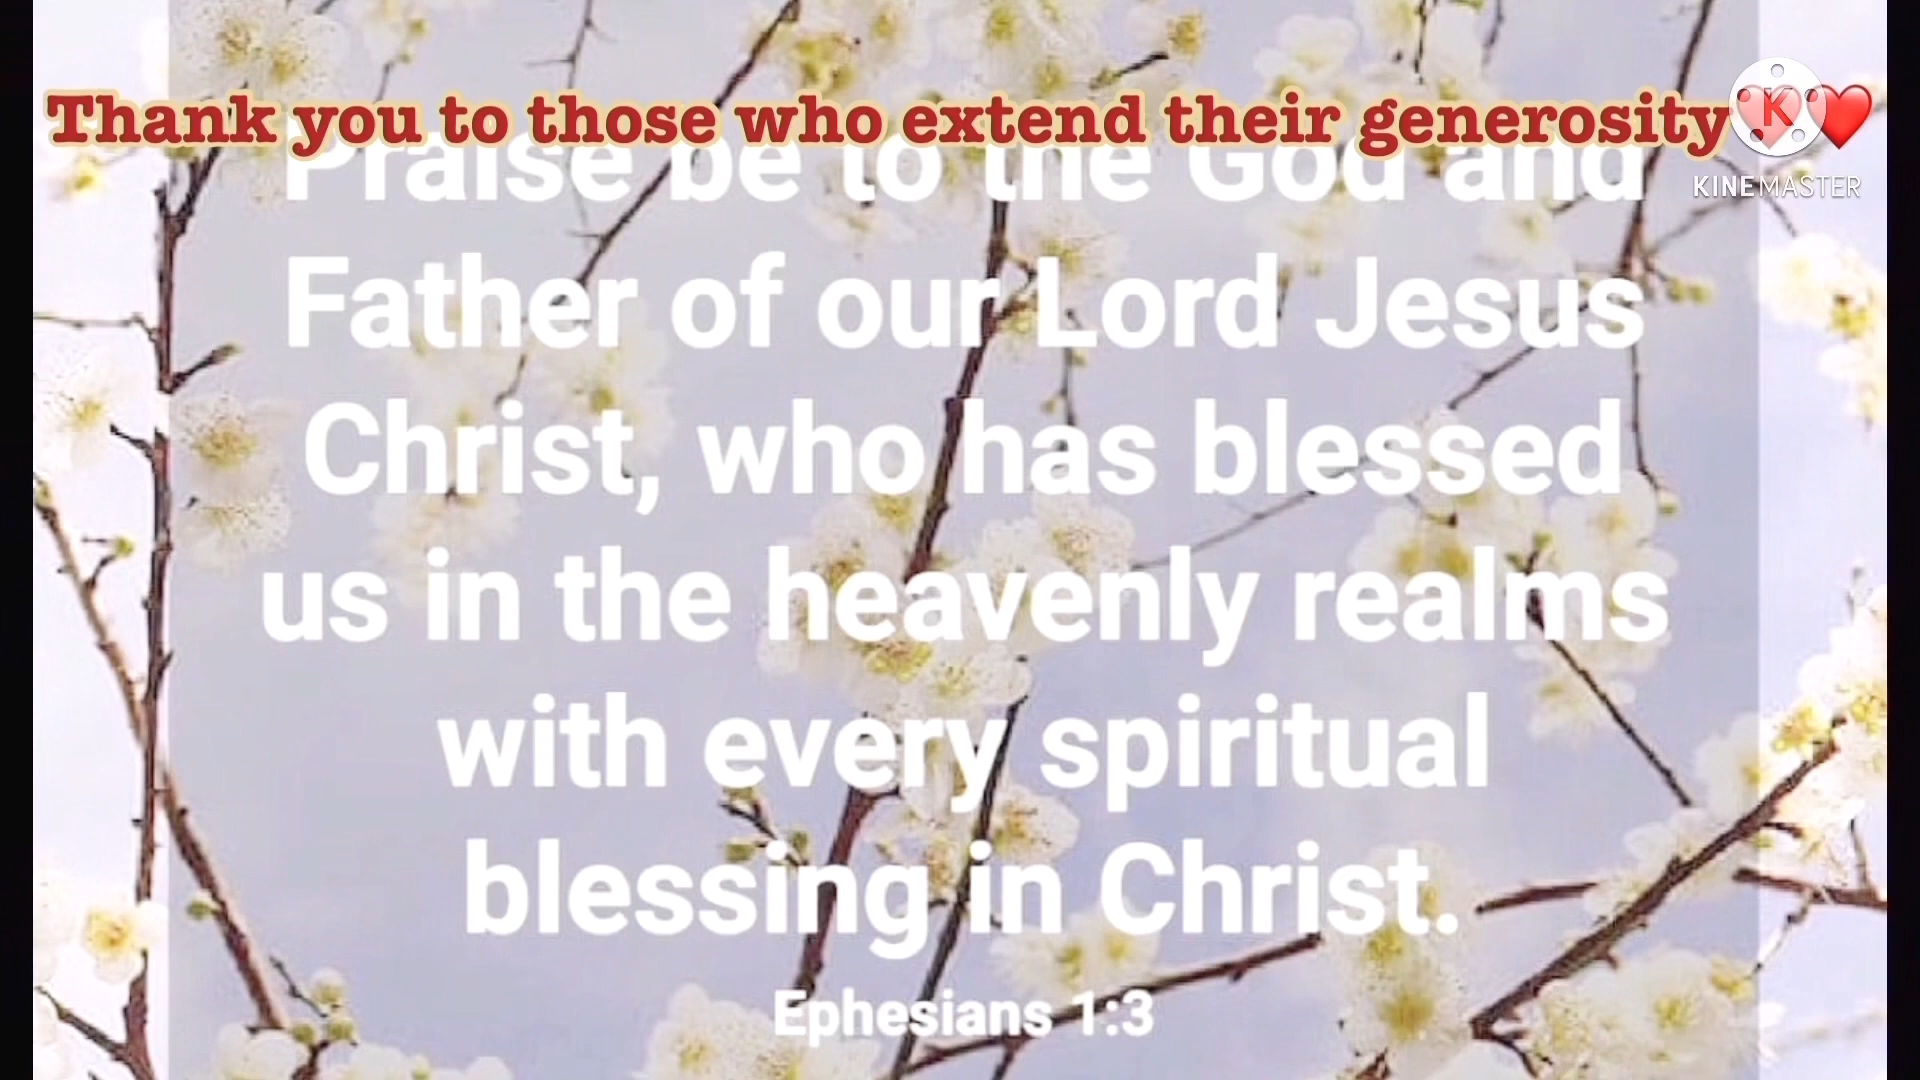 Thank you to those who extend their generosity❤️❤️
KINEMASTER
Praise be to the God and
Father of our Lord Jesus
Christ, who has blessed
us in the heavenly realms
with every spiritual
blessing in Christ.
Ephesians 1:3